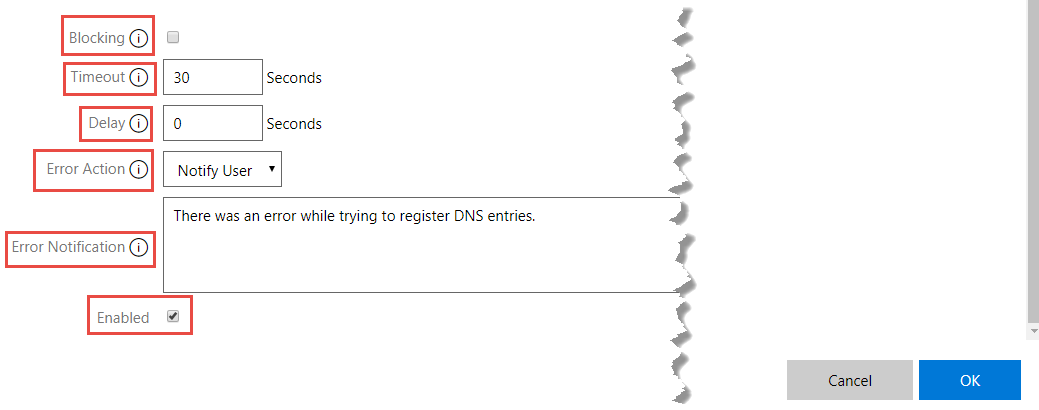 Blocking
Timeout 30 Seconds
Delay 0 Seconds
Error Action Notify User
There was an error while trying to register DNS entries.
Error Notification
Enabled
Cancel OK